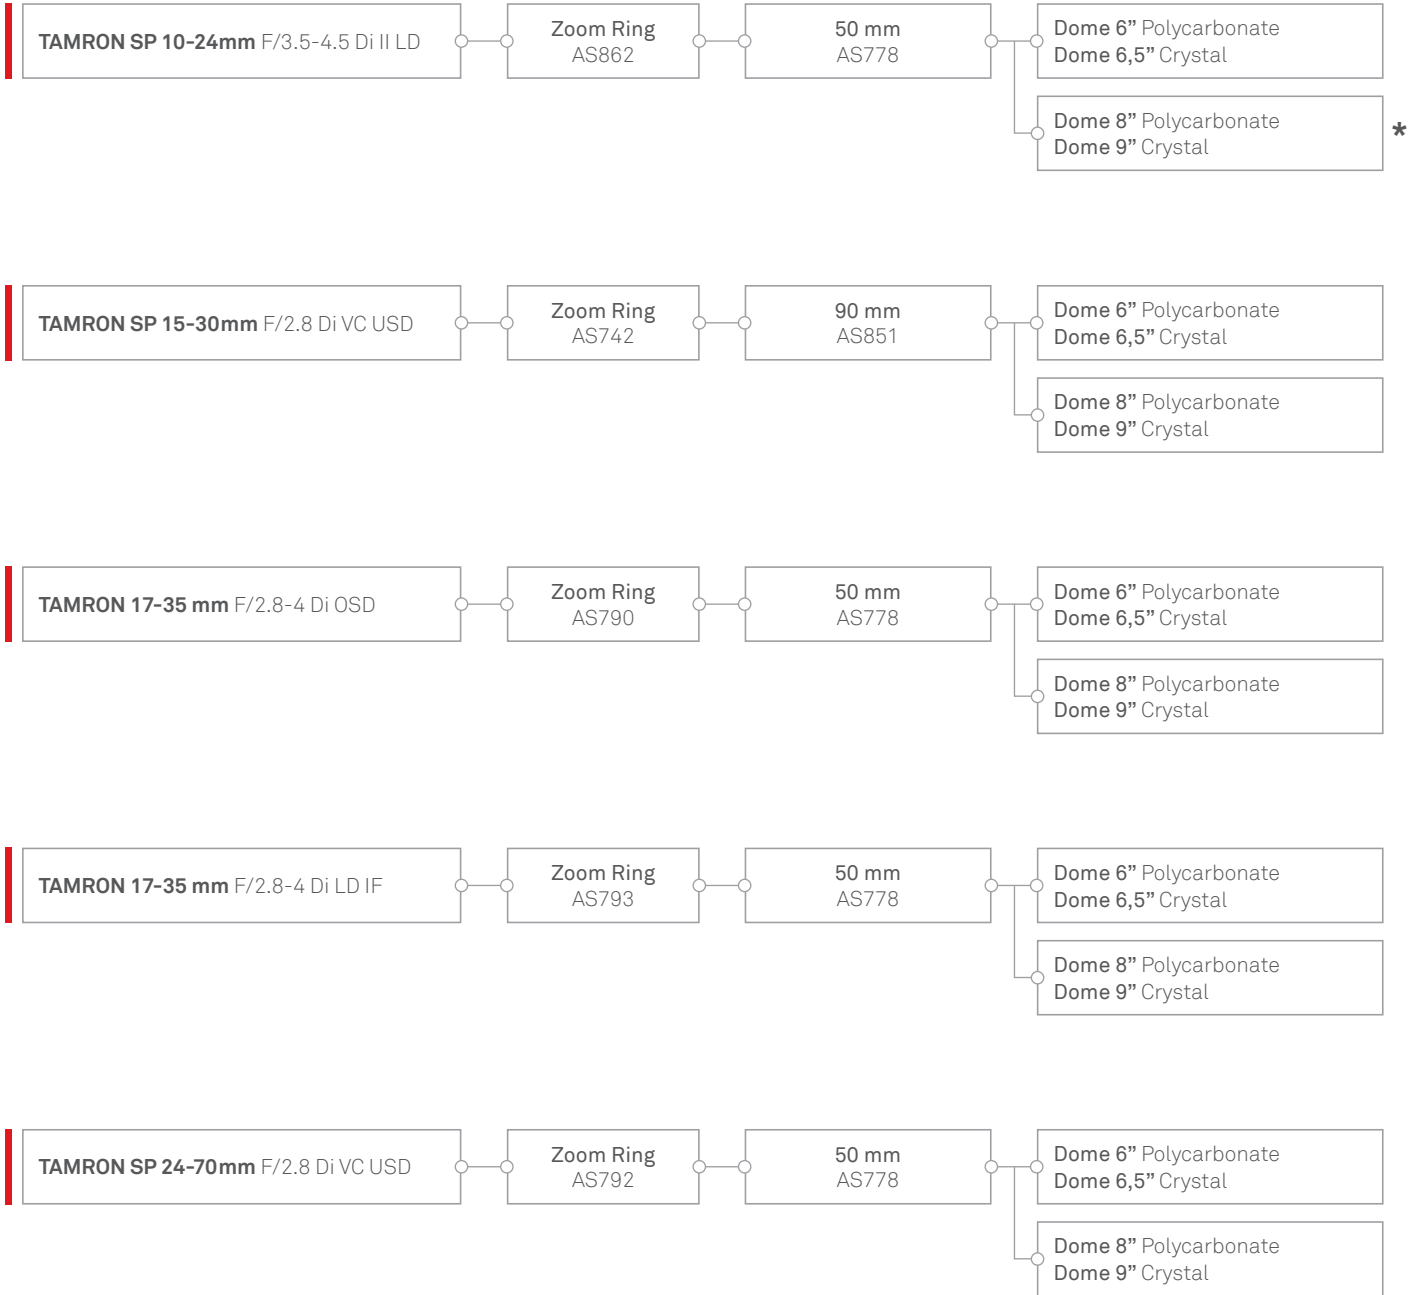 TAMRON SP 10-24mm F/3.5-4.5 Di II LD
Zoom Ring
AS862
50 mm
AS778
Dome 6” Polycarbonate
Dome 6,5” Crystal
Dome 8” Polycarbonate
Dome 9” Crystal
*
TAMRON SP 15-30mm F/2.8 Di VC USD
Zoom Ring
AS742
90 mm
AS851
Dome 6” Polycarbonate
Dome 6,5” Crystal
Dome 8” Polycarbonate
Dome 9” Crystal
TAMRON 17-35 mm F/2.8-4 Di OSD
Zoom Ring
AS790
50 mm
AS778
Dome 6” Polycarbonate
Dome 6,5” Crystal
Dome 8” Polycarbonate
Dome 9” Crystal
TAMRON 17-35 mm F/2.8-4 Di LD IF
Zoom Ring
AS793
50 mm
AS778
Dome 6” Polycarbonate
Dome 6,5” Crystal
Dome 8” Polycarbonate
Dome 9” Crystal
TAMRON SP 24-70mm F/2.8 Di VC USD
Zoom Ring
AS792
50 mm
AS778
Dome 6” Polycarbonate
Dome 6,5” Crystal
Dome 8” Polycarbonate
Dome 9” Crystal